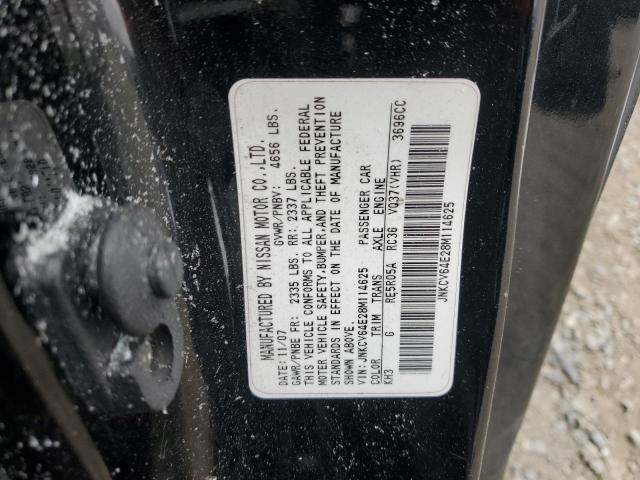 MANUFACTURED BY NISSAN MOTOR CO.,LTD.
DATE:11/07 GVWR/PNBV: 4656 LBS.
GAWR/PNBE FR: 2335 LBS. RR: 2337 LBS.
THIS VEHICLE CONFORMS TO ALL APPLICABLE FEDERAL
MOTOR VEHICLE SAFETY,BUMPER,AND THEFT PREVENTION
STANDARDS IN EFFECT ON THE DATE OF MANUFACTURE
SHOWN ABOVE.
VIN:JNKCV64E28M114625 PASSENGER CAR
COLOR TRIM TRANS AXLE ENGINE
KH3 G RE5R05A RC36 VQ37(VHR) 3696CC
JNKCV64E28M114625